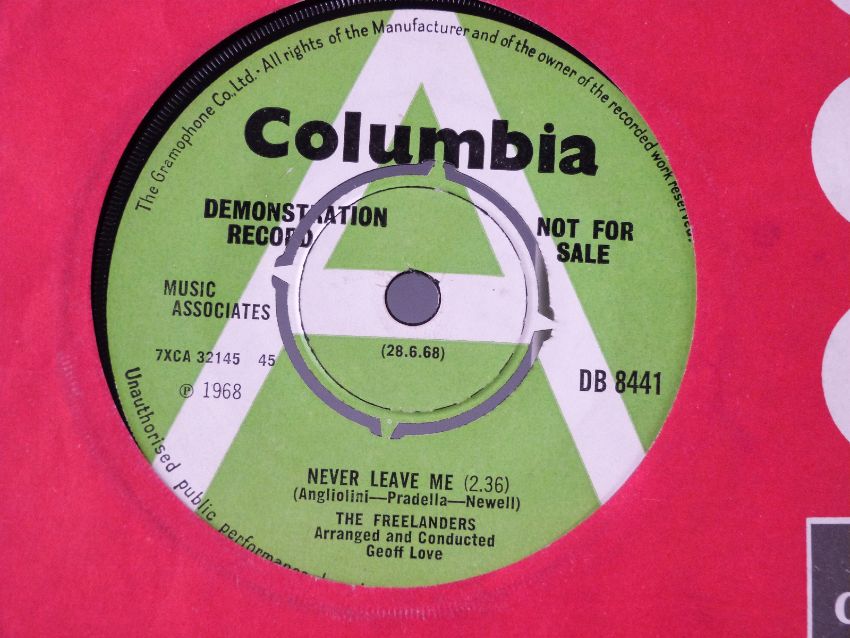 The Gramophone Co., Ltd. · All rights of the Manufacturer and of the owner of the recorded work reserved.
Columbia
DEMONSTRATION
RECORD
NOT FOR
SALE
MUSIC
ASSOCIATES
7XCA 32145 45
℗ 1968
(28.6.68)
DB 8441
Unauthorised public performance
NEVER LEAVE ME (2.36)
(Angliolini—Pradella—Newell)
THE FREELANDERS
Arranged and Conducted
Geoff Love